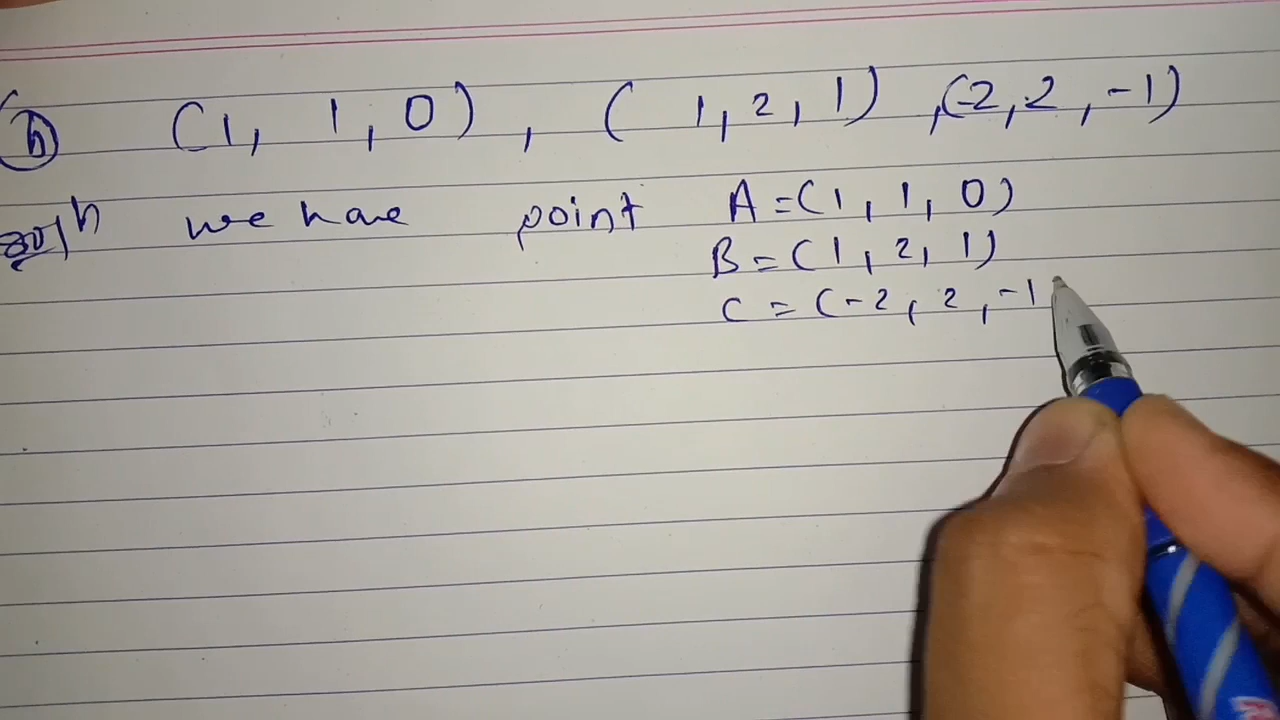 (b) (1, 1, 0), (1, 2, 1), (-2, 2, -1)
solⁿ we have point A = (1, 1, 0)
B = (1, 2, 1)
C = (-2, 2, -1